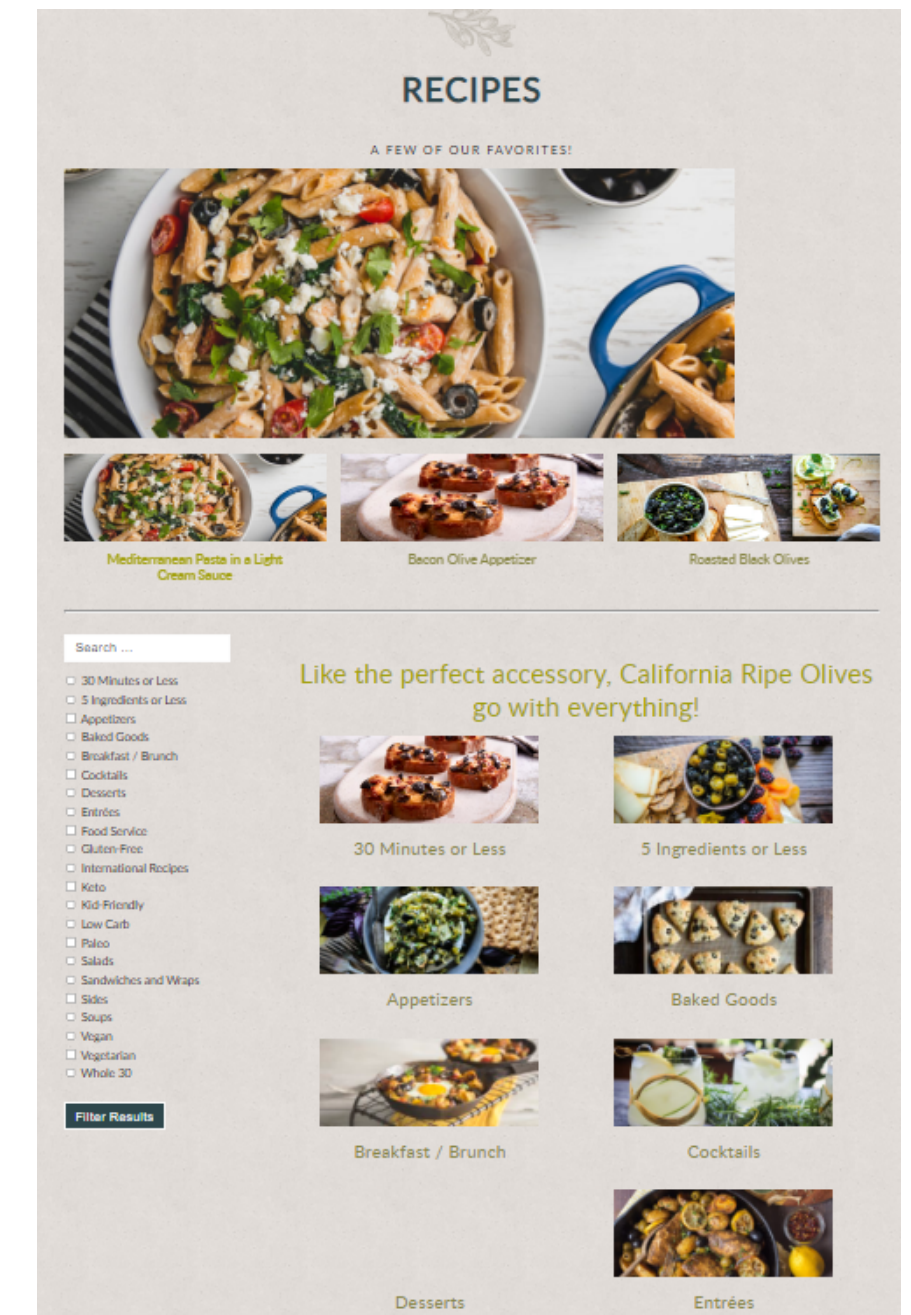 RECIPES
A FEW OF OUR FAVORITES!
Mediterranean Pasta in a Light
Cream Sauce
Bacon Olive Appetizer
Roasted Black Olives
Search ...
30 Minutes or Less
5 Ingredients or Less
Appetizers
Baked Goods
Breakfast / Brunch
Cocktails
Desserts
Entrées
Food Service
Gluten-Free
International Recipes
Keto
Kid-Friendly
Low Carb
Paleo
Salads
Sandwiches and Wraps
Sides
Soups
Vegan
Vegetarian
Whole 30
Filter Results
Like the perfect accessory, California Ripe Olives
go with everything!
30 Minutes or Less
5 Ingredients or Less
Appetizers
Baked Goods
Breakfast / Brunch
Cocktails
Desserts
Entrées